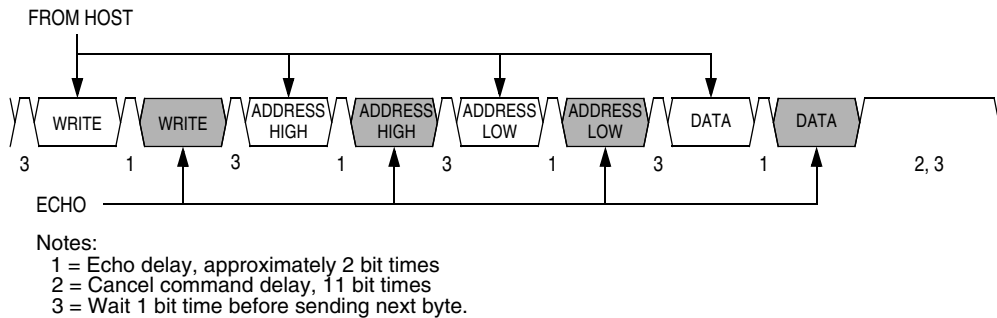 FROM HOST
WRITE WRITE ADDRESS HIGH ADDRESS HIGH ADDRESS LOW ADDRESS LOW DATA DATA
3 1 3 1 3 1 3 1 2, 3
ECHO
Notes:
1 = Echo delay, approximately 2 bit times
2 = Cancel command delay, 11 bit times
3 = Wait 1 bit time before sending next byte.